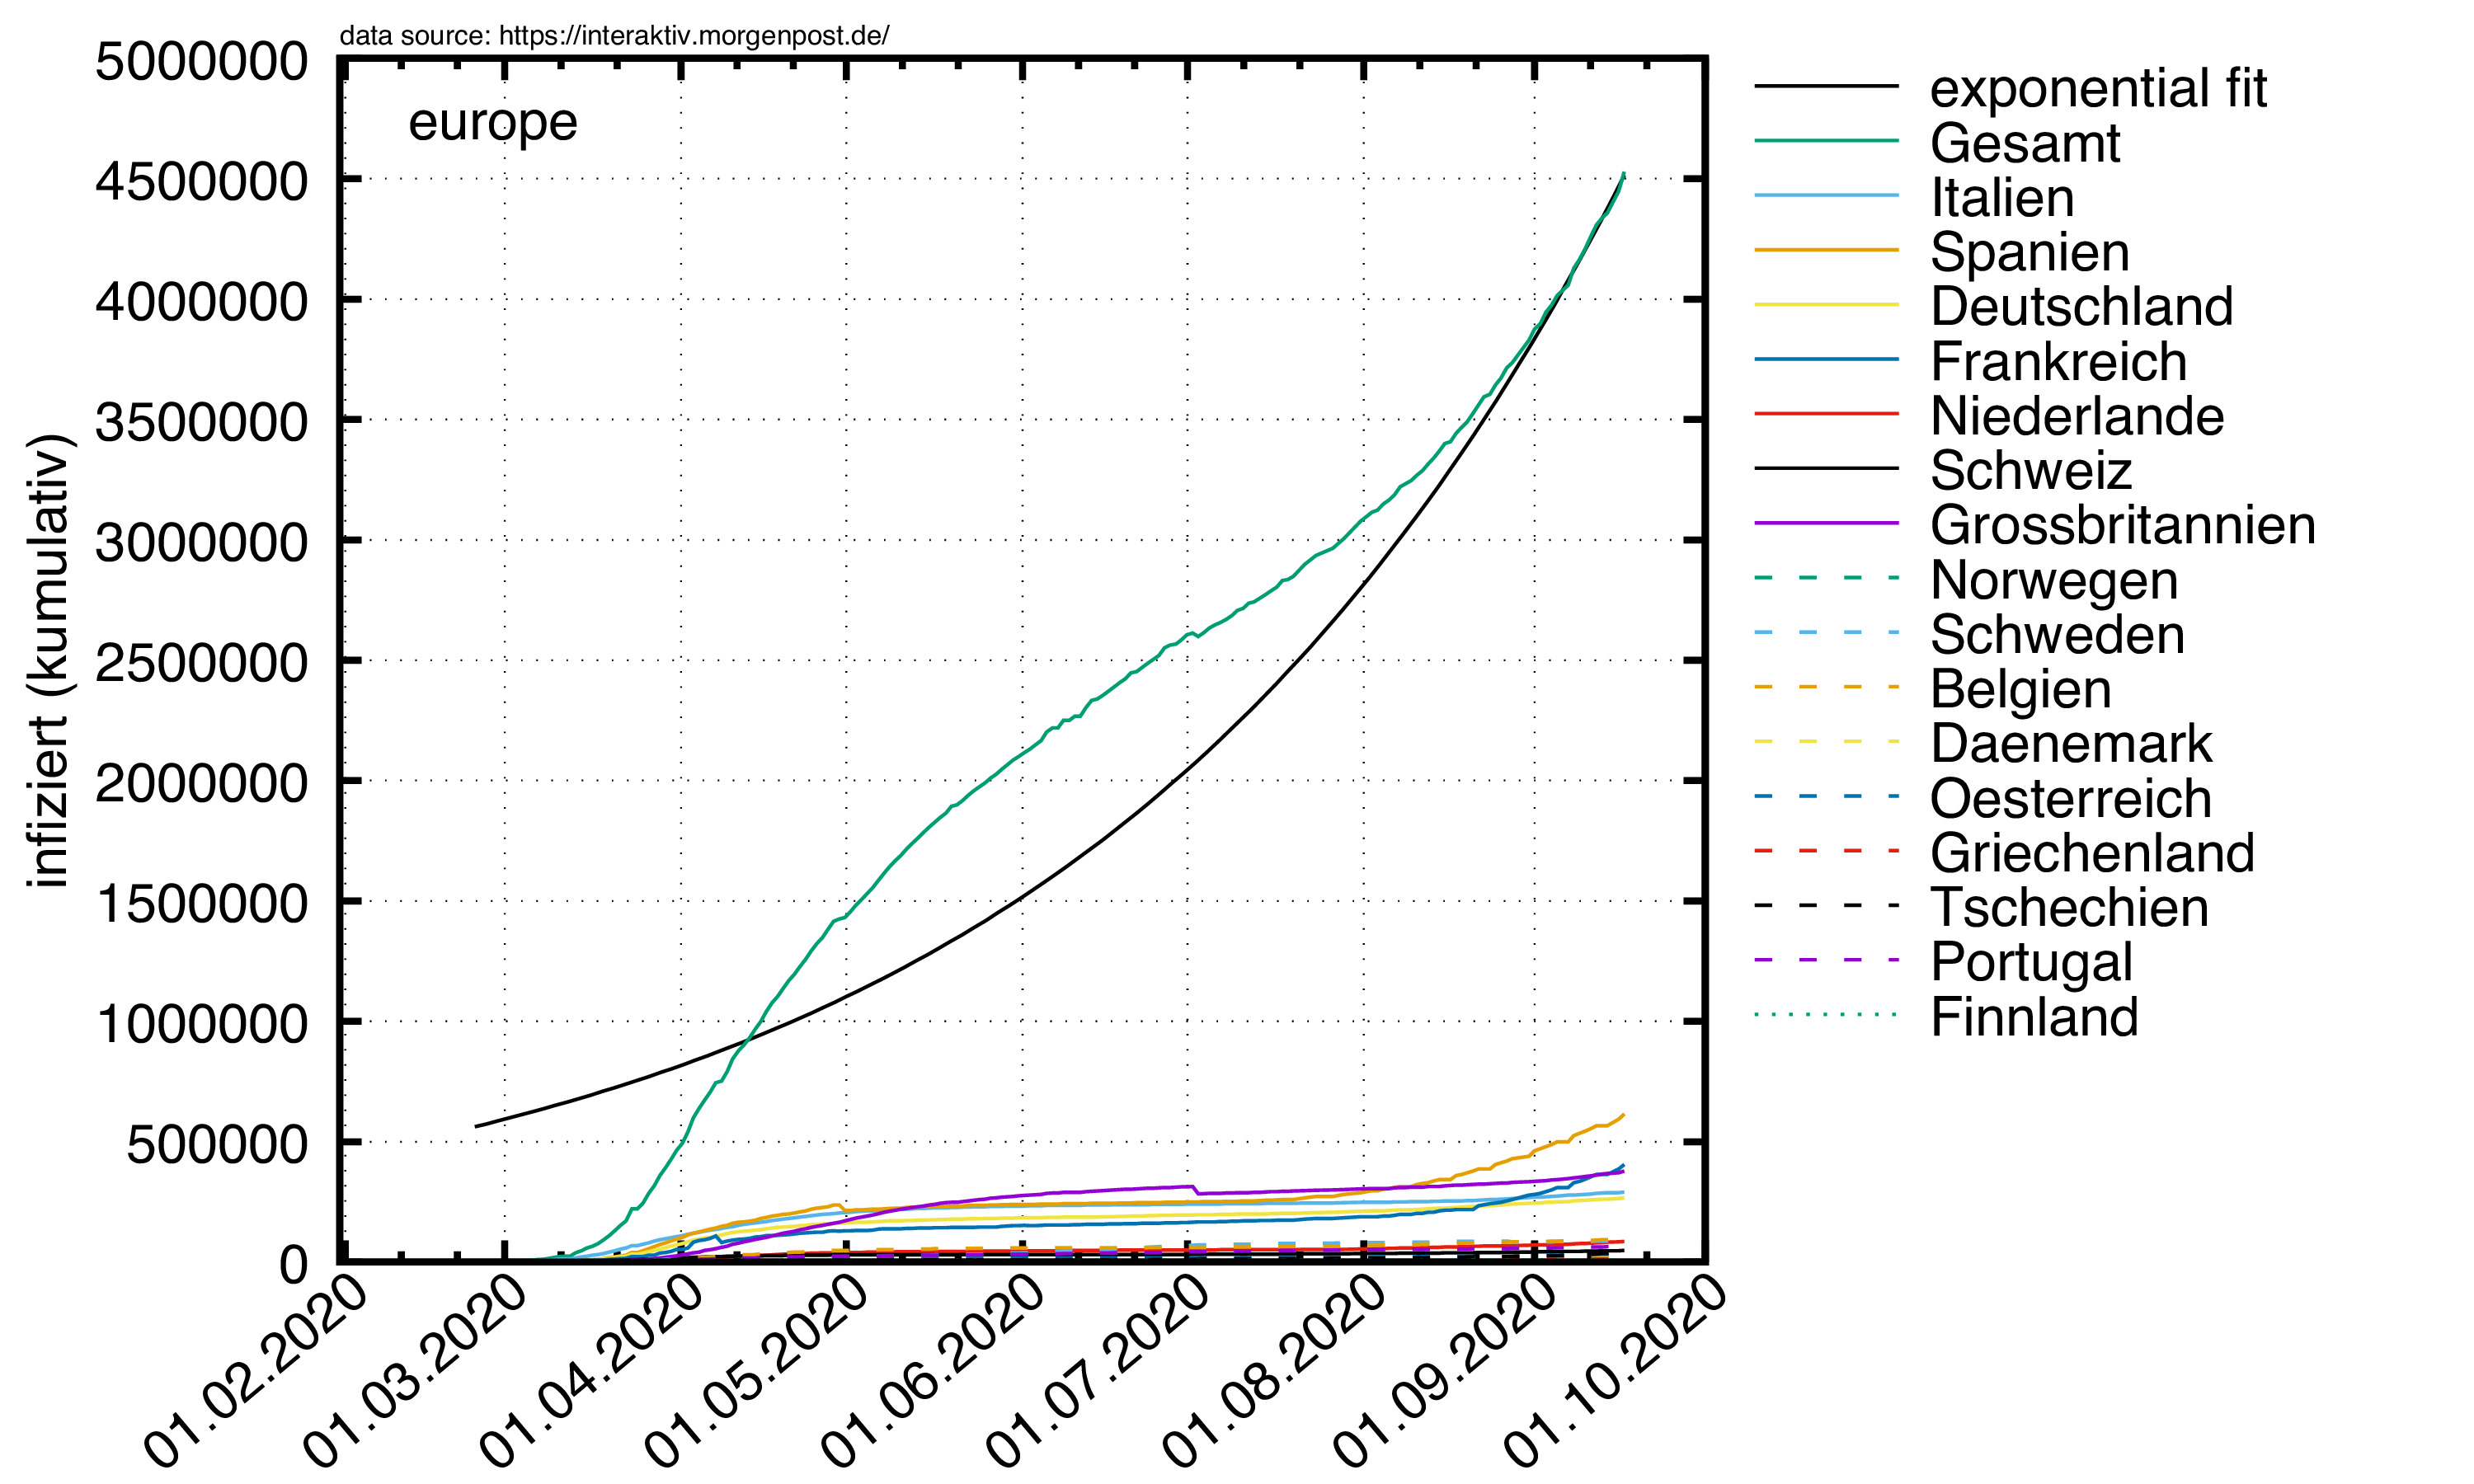 data source: https://interaktiv.morgenpost.de/
europe
infiziert (kumulativ)
5000000
4500000
4000000
3500000
3000000
2500000
2000000
1500000
1000000
500000
0
01.02.2020
01.03.2020
01.04.2020
01.05.2020
01.06.2020
01.07.2020
01.08.2020
01.09.2020
01.10.2020
exponential fit
Gesamt
Italien
Spanien
Deutschland
Frankreich
Niederlande
Schweiz
Grossbritannien
Norwegen
Schweden
Belgien
Daenemark
Oesterreich
Griechenland
Tschechien
Portugal
Finnland